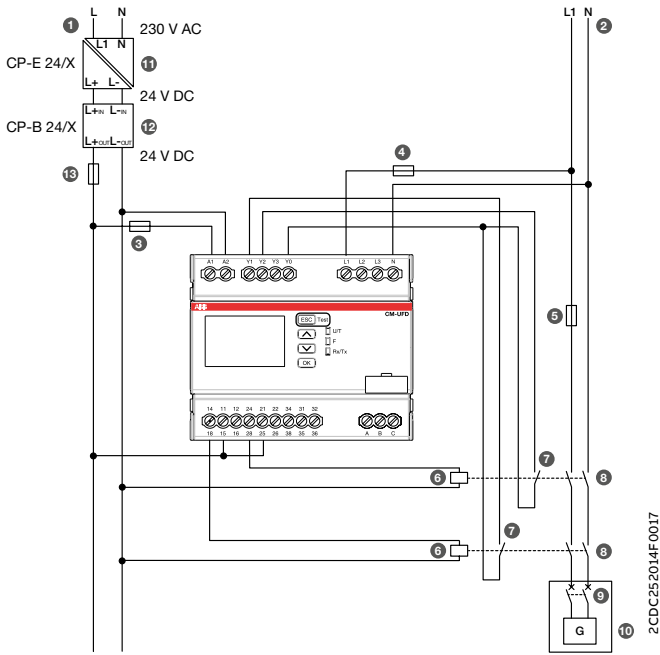 L N
1 230 V AC
L1 N
CP-E 24/X 11
L+ L-
24 V DC
L+IN L-IN
CP-B 24/X 12
L+OUT L-OUT
24 V DC
13
3
L1 N
2
4
5
A1 A2 Y1 Y2 Y3 Y0 L1 L2 L3 N
ABB CM-UFD
ESC Test
U/T
F
Rx/Tx
OK
14 11 12 24 21 22 34 31 32
18 15 16 28 25 26 38 35 36 A B C
6 7 8
6 7 8
9
G 10
2CDC252014F0017